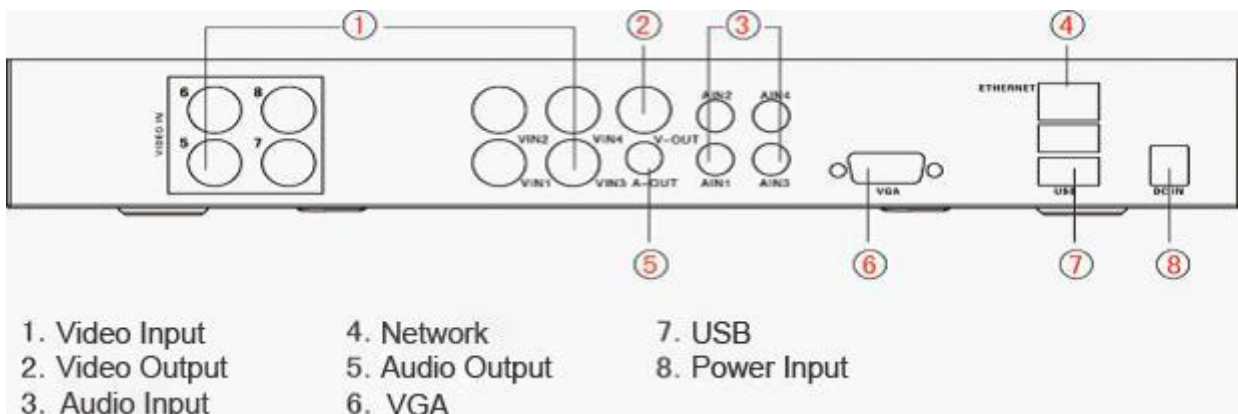 1 2 3 4
6 8 AIN2 AIN4 ETHERNET
VIDEO IN
VIN2 VIN4 V-OUT
5 7
VIN1 VIN3 A-OUT AIN1 AIN3
VGA USB DC IN
5 6 7 8
1. Video Input 4. Network 7. USB
2. Video Output 5. Audio Output 8. Power Input
3. Audio Input 6. VGA